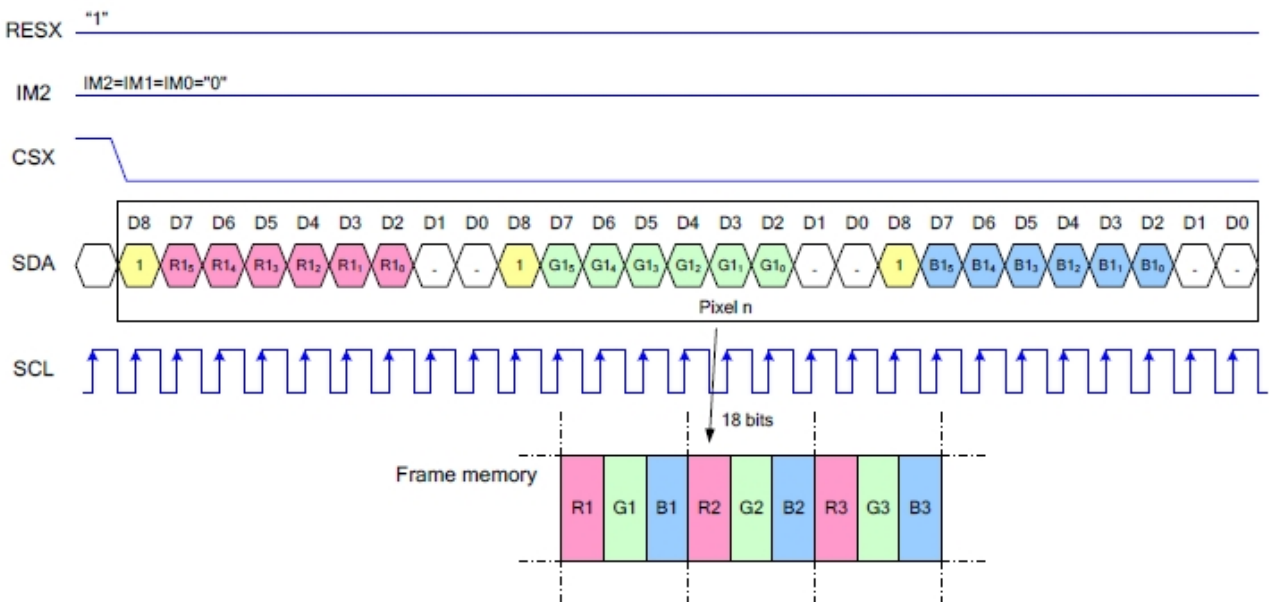 RESX "1"
IM2 IM2=IM1=IM0="0"
CSX
D8 D7 D6 D5 D4 D3 D2 D1 D0 D8 D7 D6 D5 D4 D3 D2 D1 D0 D8 D7 D6 D5 D4 D3 D2 D1 D0
SDA 1 R1₅ R1₄ R1₃ R1₂ R1₁ R1₀ - - 1 G1₅ G1₄ G1₃ G1₂ G1₁ G1₀ - - 1 B1₅ B1₄ B1₃ B1₂ B1₁ B1₀ - -
Pixel n
SCL
18 bits
Frame memory
R1 G1 B1 R2 G2 B2 R3 G3 B3